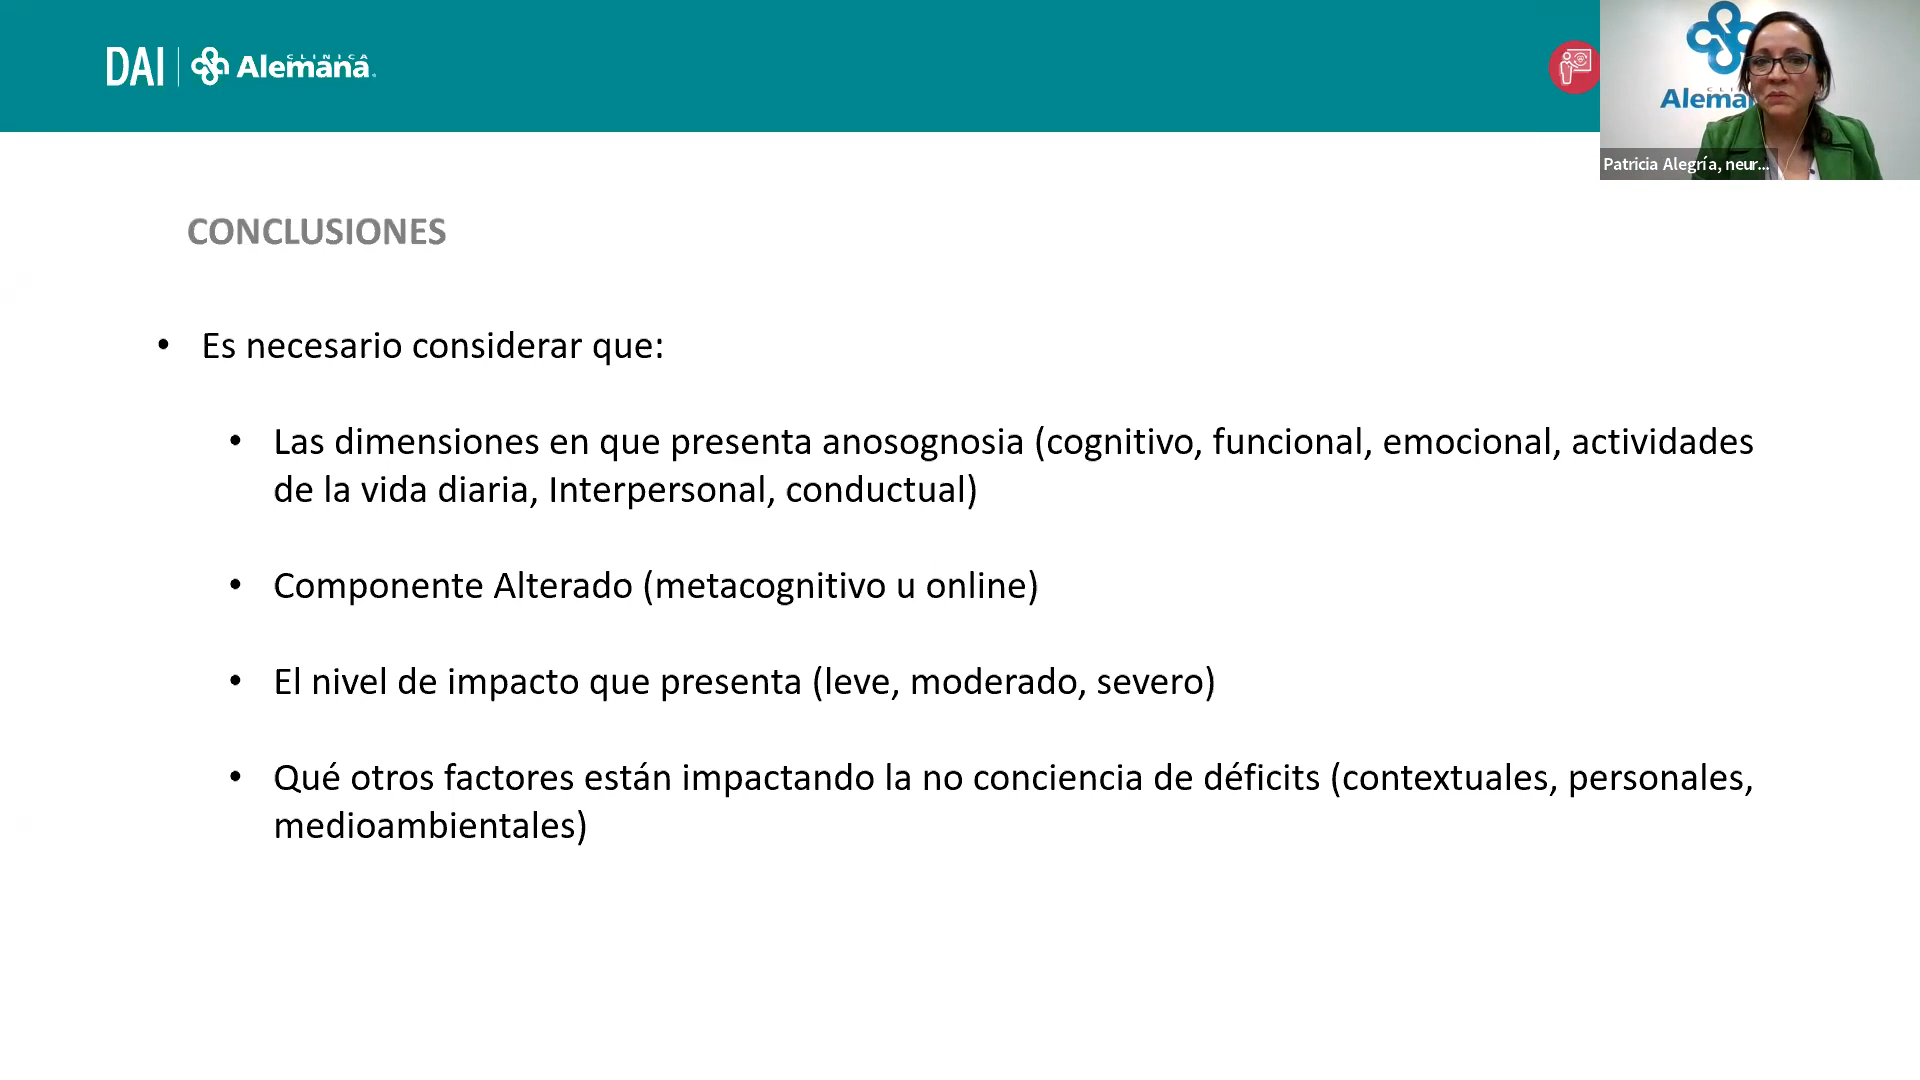 DAI
CLINICA
Alemana
Alema
Patricia Alegría, neur...
CONCLUSIONES
• Es necesario considerar que:
• Las dimensiones en que presenta anosognosia (cognitivo, funcional, emocional, actividades
de la vida diaria, Interpersonal, conductual)
• Componente Alterado (metacognitivo u online)
• El nivel de impacto que presenta (leve, moderado, severo)
• Qué otros factores están impactando la no conciencia de déficits (contextuales, personales,
medioambientales)